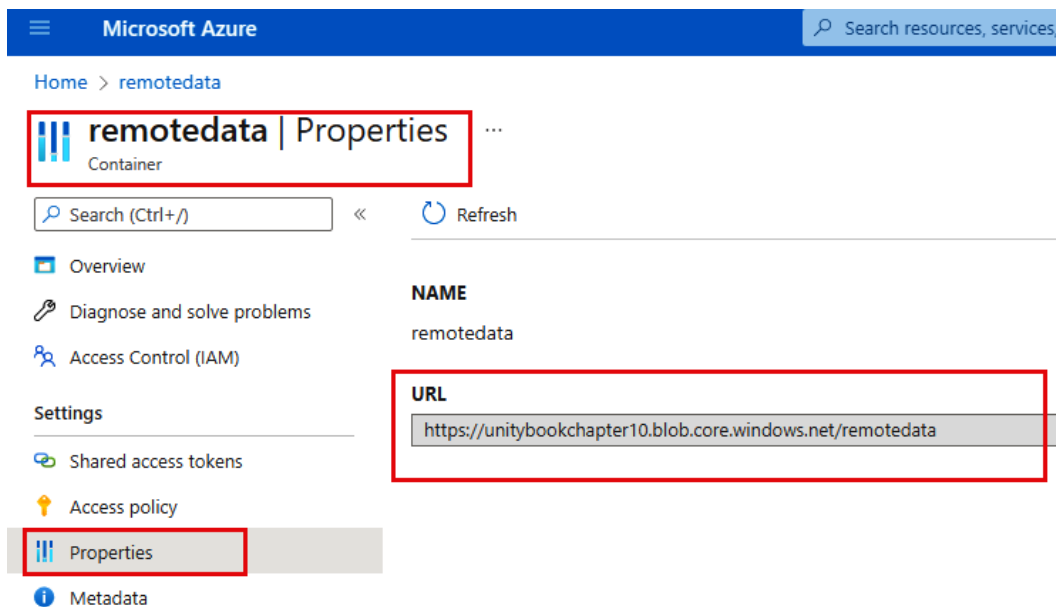 Microsoft Azure
Search resources, services,
Home > remotedata
remotedata | Properties ...
Container
Search (Ctrl+/)
«
Refresh
Overview
Diagnose and solve problems
Access Control (IAM)
Settings
Shared access tokens
Access policy
Properties
Metadata
NAME
remotedata
URL
https://unitybookchapter10.blob.core.windows.net/remotedata